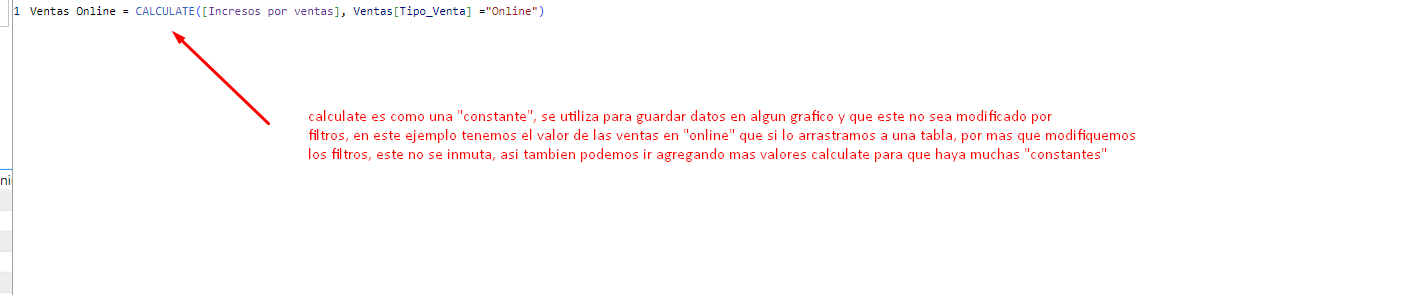 1 Ventas Online = CALCULATE([Incresos por ventas], Ventas[Tipo_Venta] ="Online")
calculate es como una "constante", se utiliza para guardar datos en algun grafico y que este no sea modificado por
filtros, en este ejemplo tenemos el valor de las ventas en "online" que si lo arrastramos a una tabla, por mas que modifiquemos
los filtros, este no se inmuta, asi tambien podemos ir agregando mas valores calculate para que haya muchas "constantes"